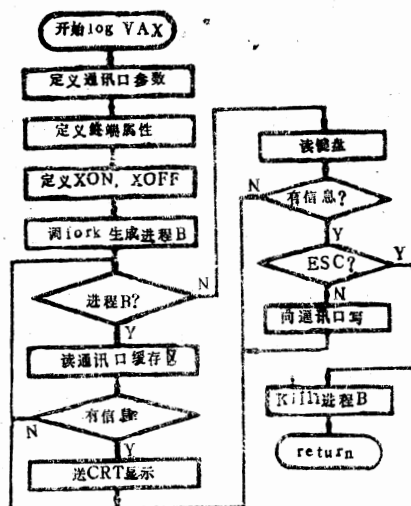 开始log VAX
定义通讯口参数
定义终端属性
定义XON, XOFF
调fork 生成进程B
进程B?
N
Y
读通讯口缓存区
有信息?
N
Y
送CRT显示
读键盘
N
有信息?
Y
ESC?
Y
N
向通讯口写
Kill进程B
return